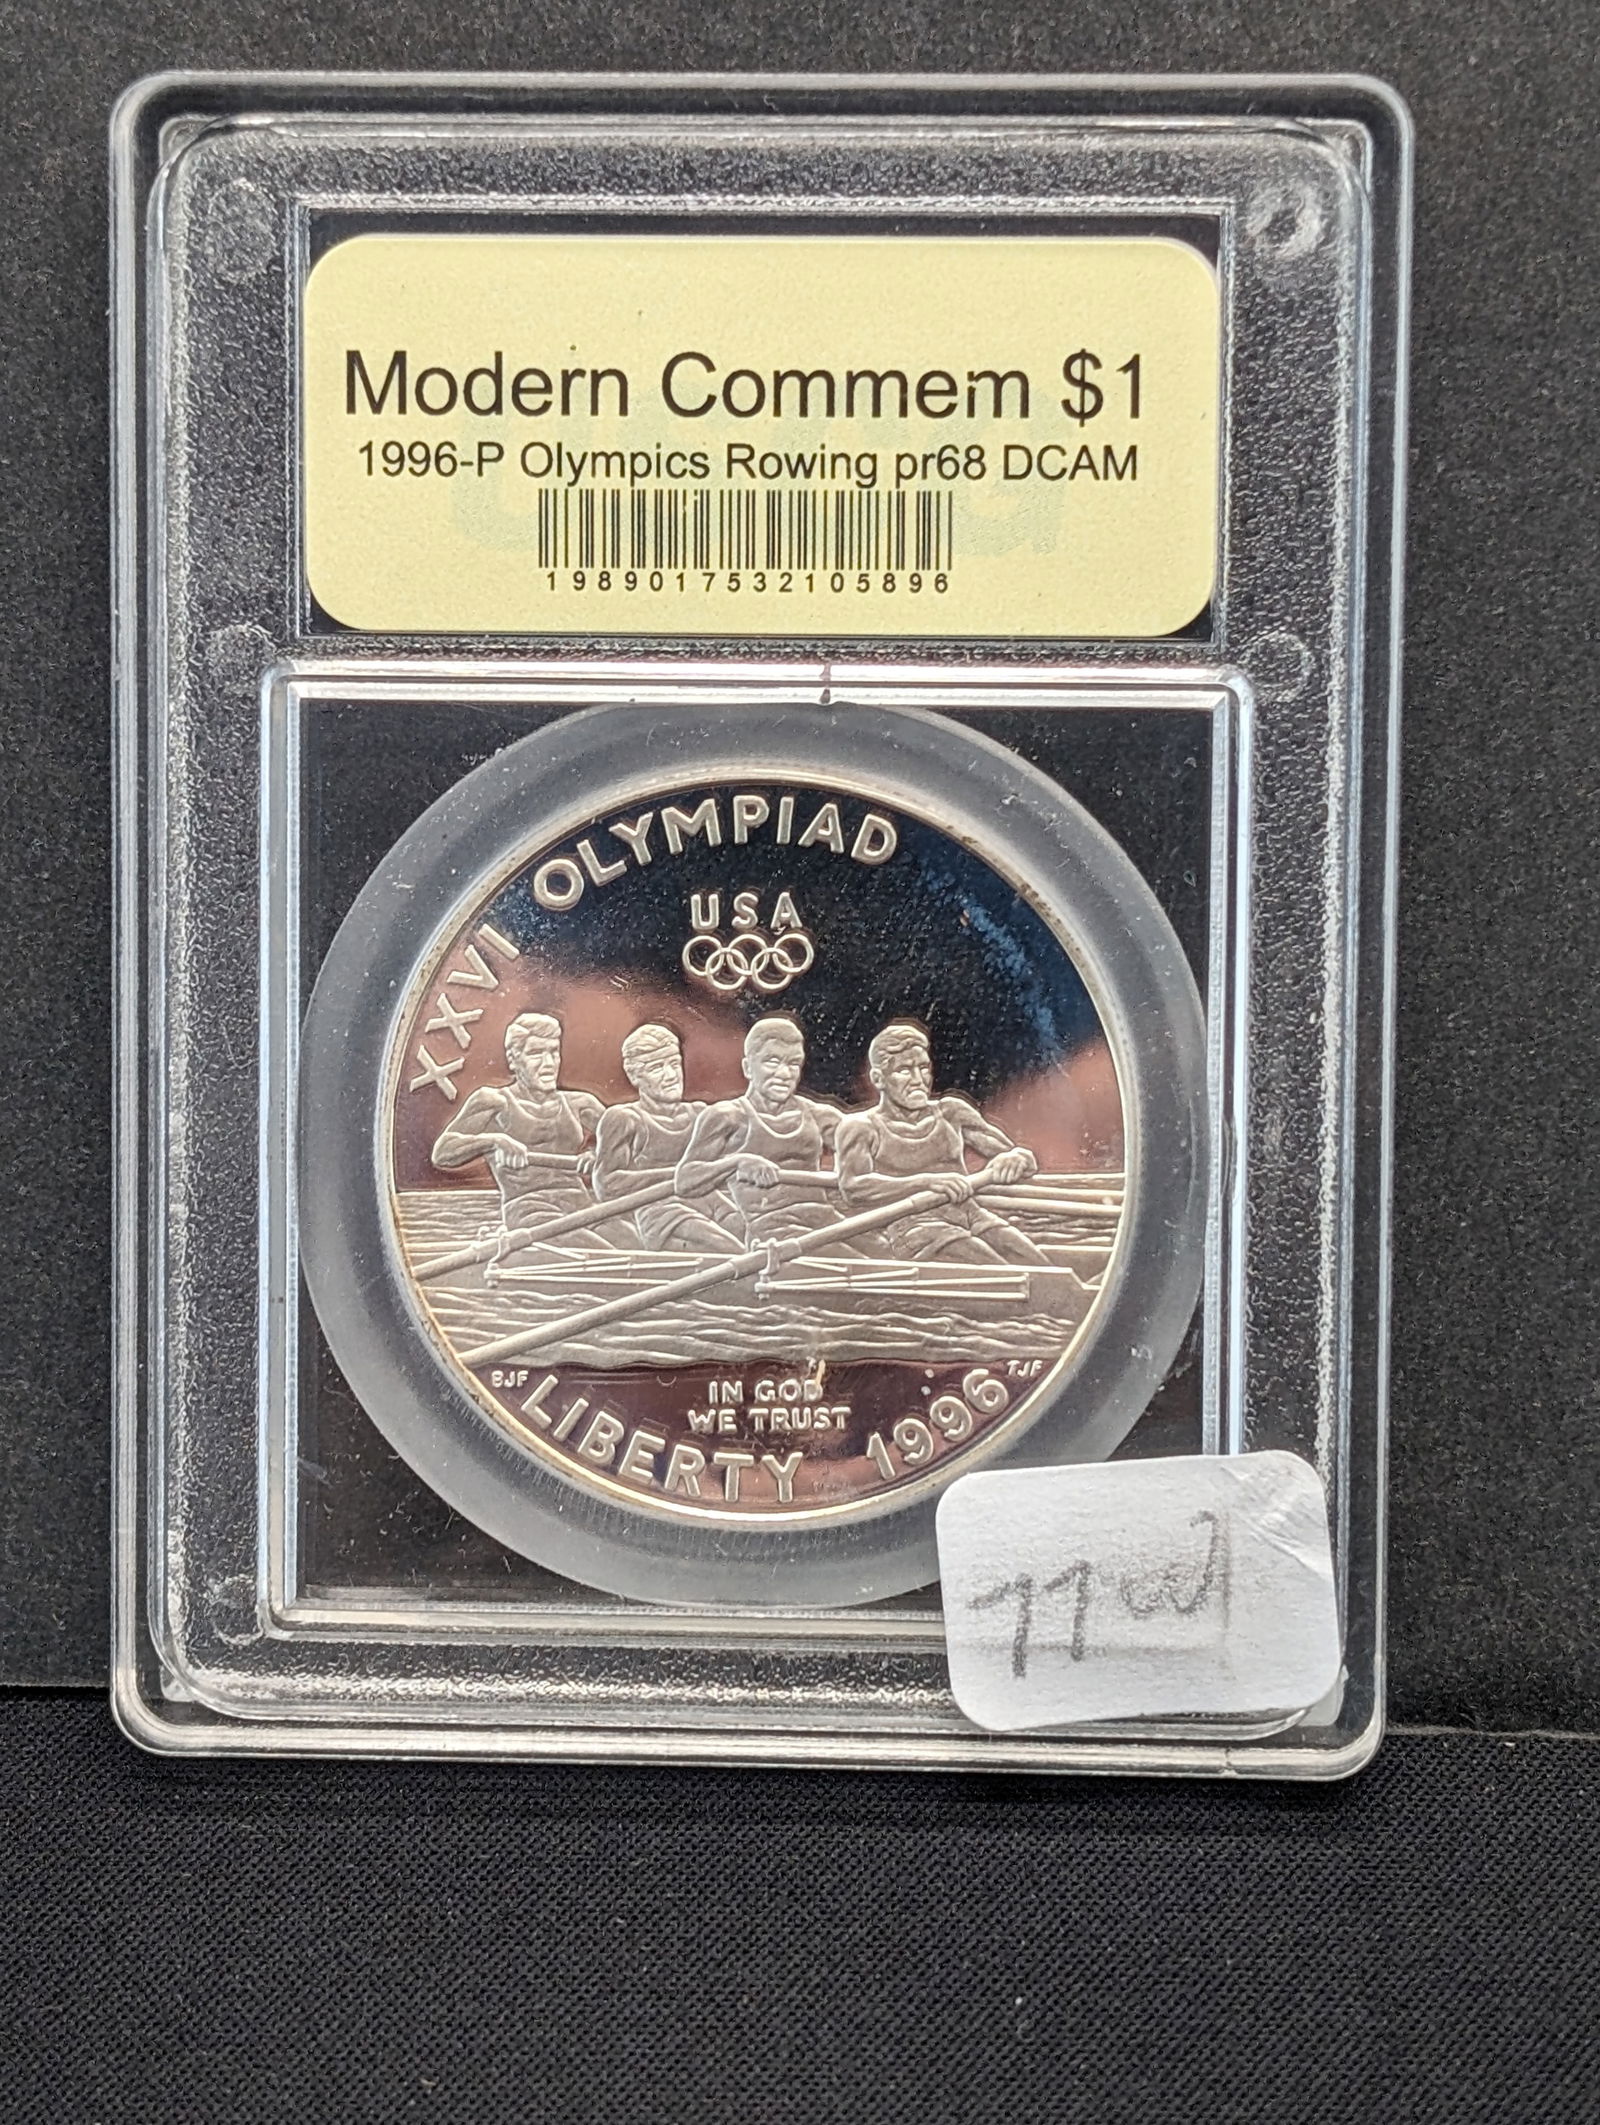 Modern Commem $1
1996-P Olympics Rowing pr68 DCAM
1989017532105896
XXVI OLYMPIAD
USA
BJF
TJF
IN GOD
WE TRUST
LIBERTY 1996